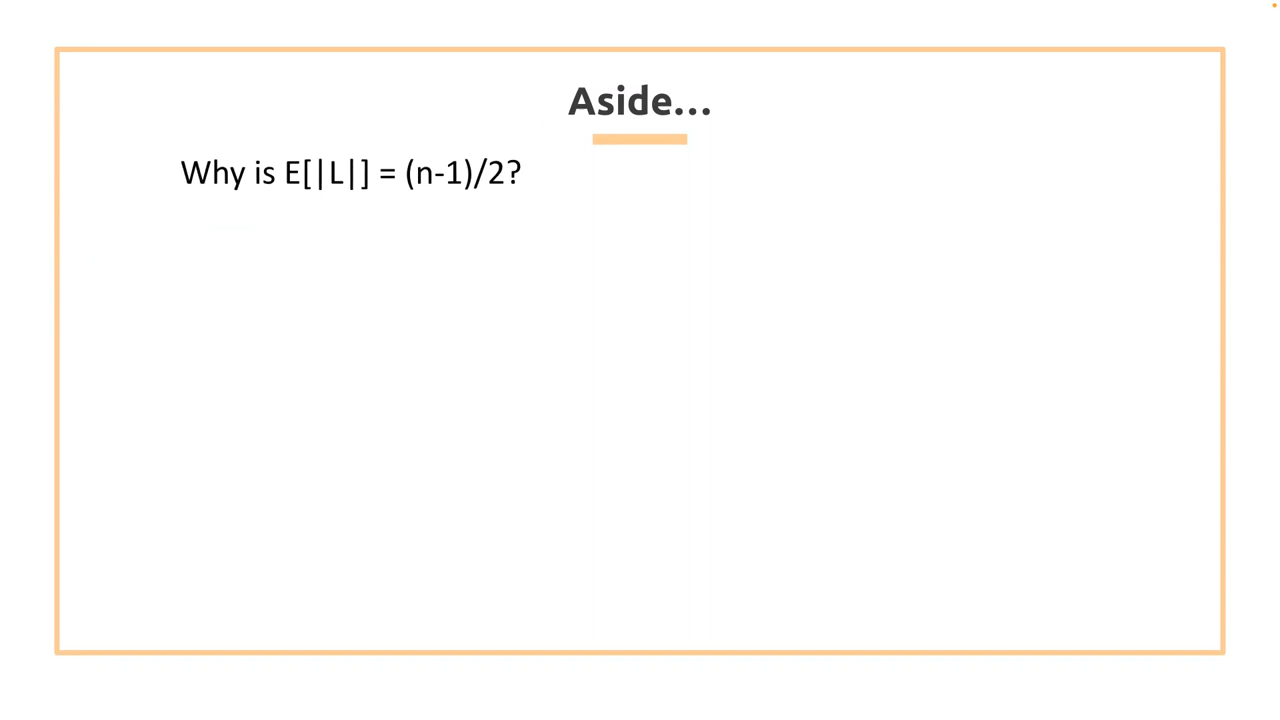 Aside...
Why is E[|L|] = (n-1)/2?